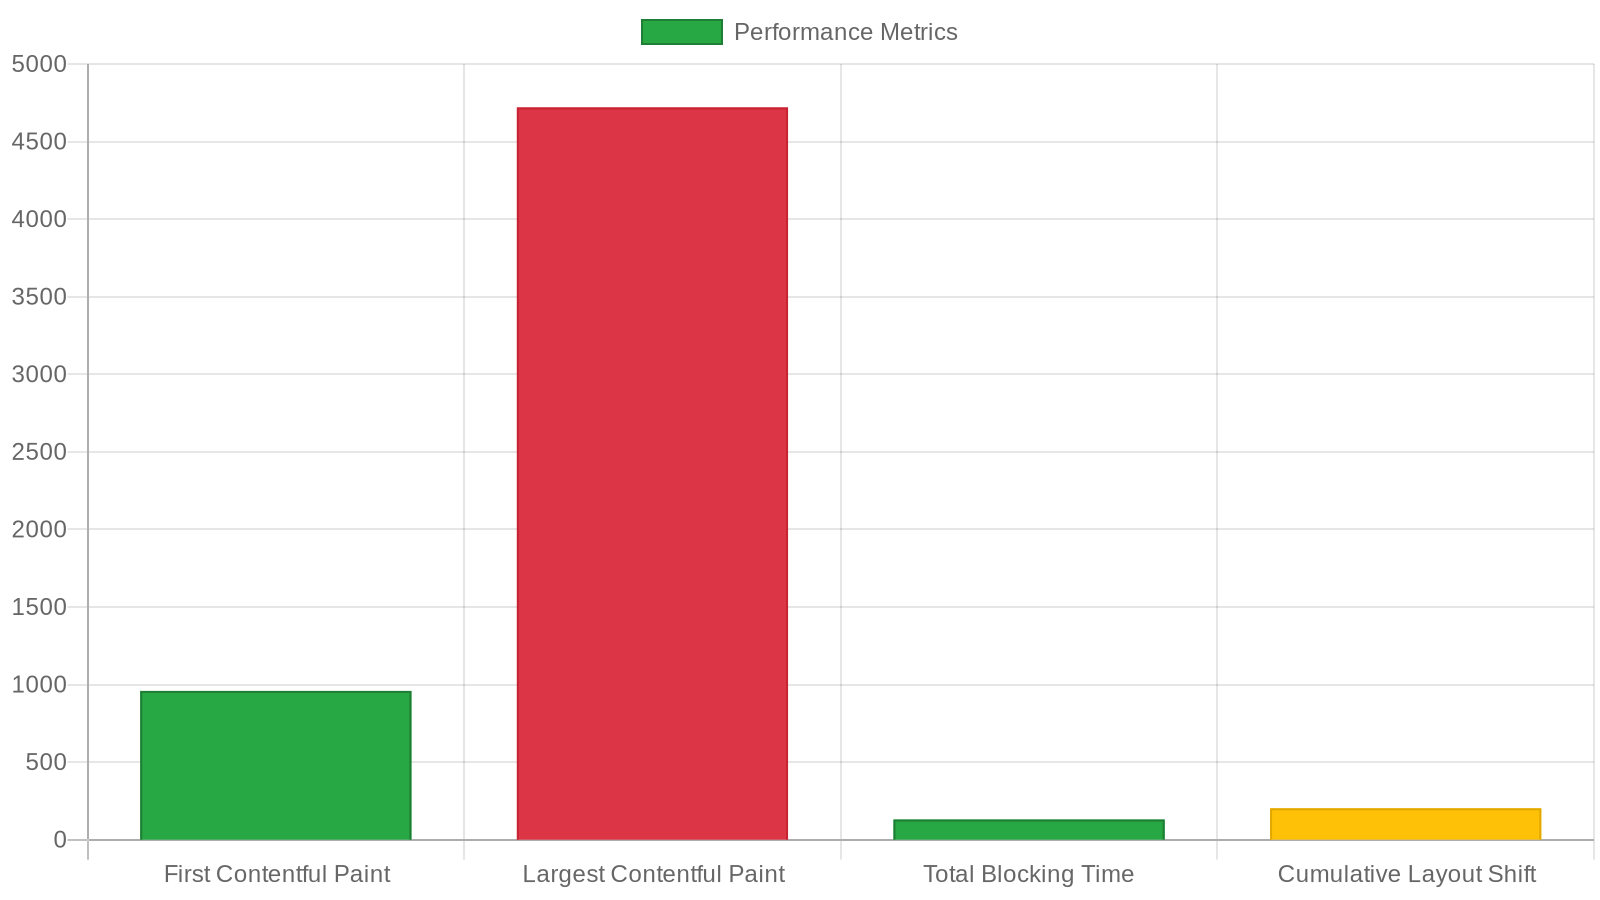 Performance Metrics
5000
4500
4000
3500
3000
2500
2000
1500
1000
500
0
First Contentful Paint
Largest Contentful Paint
Total Blocking Time
Cumulative Layout Shift